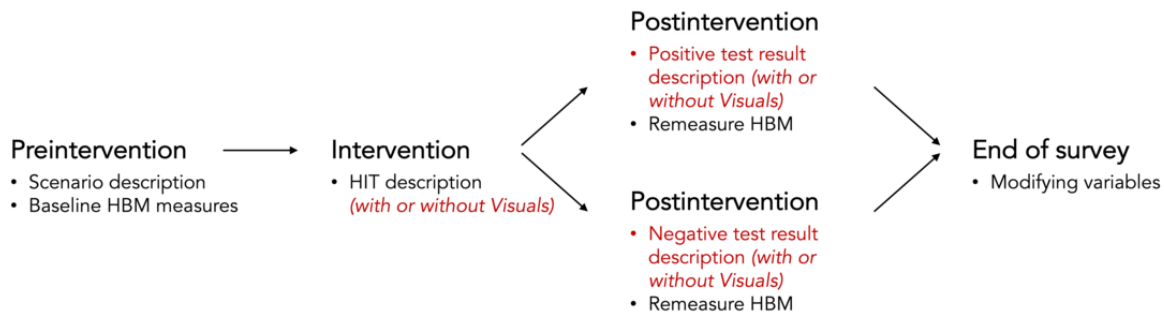 Preintervention
• Scenario description
• Baseline HBM measures
Intervention
• HIT description
(with or without Visuals)
Postintervention
• Positive test result
description (with or
without Visuals)
• Remeasure HBM
Postintervention
• Negative test result
description (with or
without Visuals)
• Remeasure HBM
End of survey
• Modifying variables